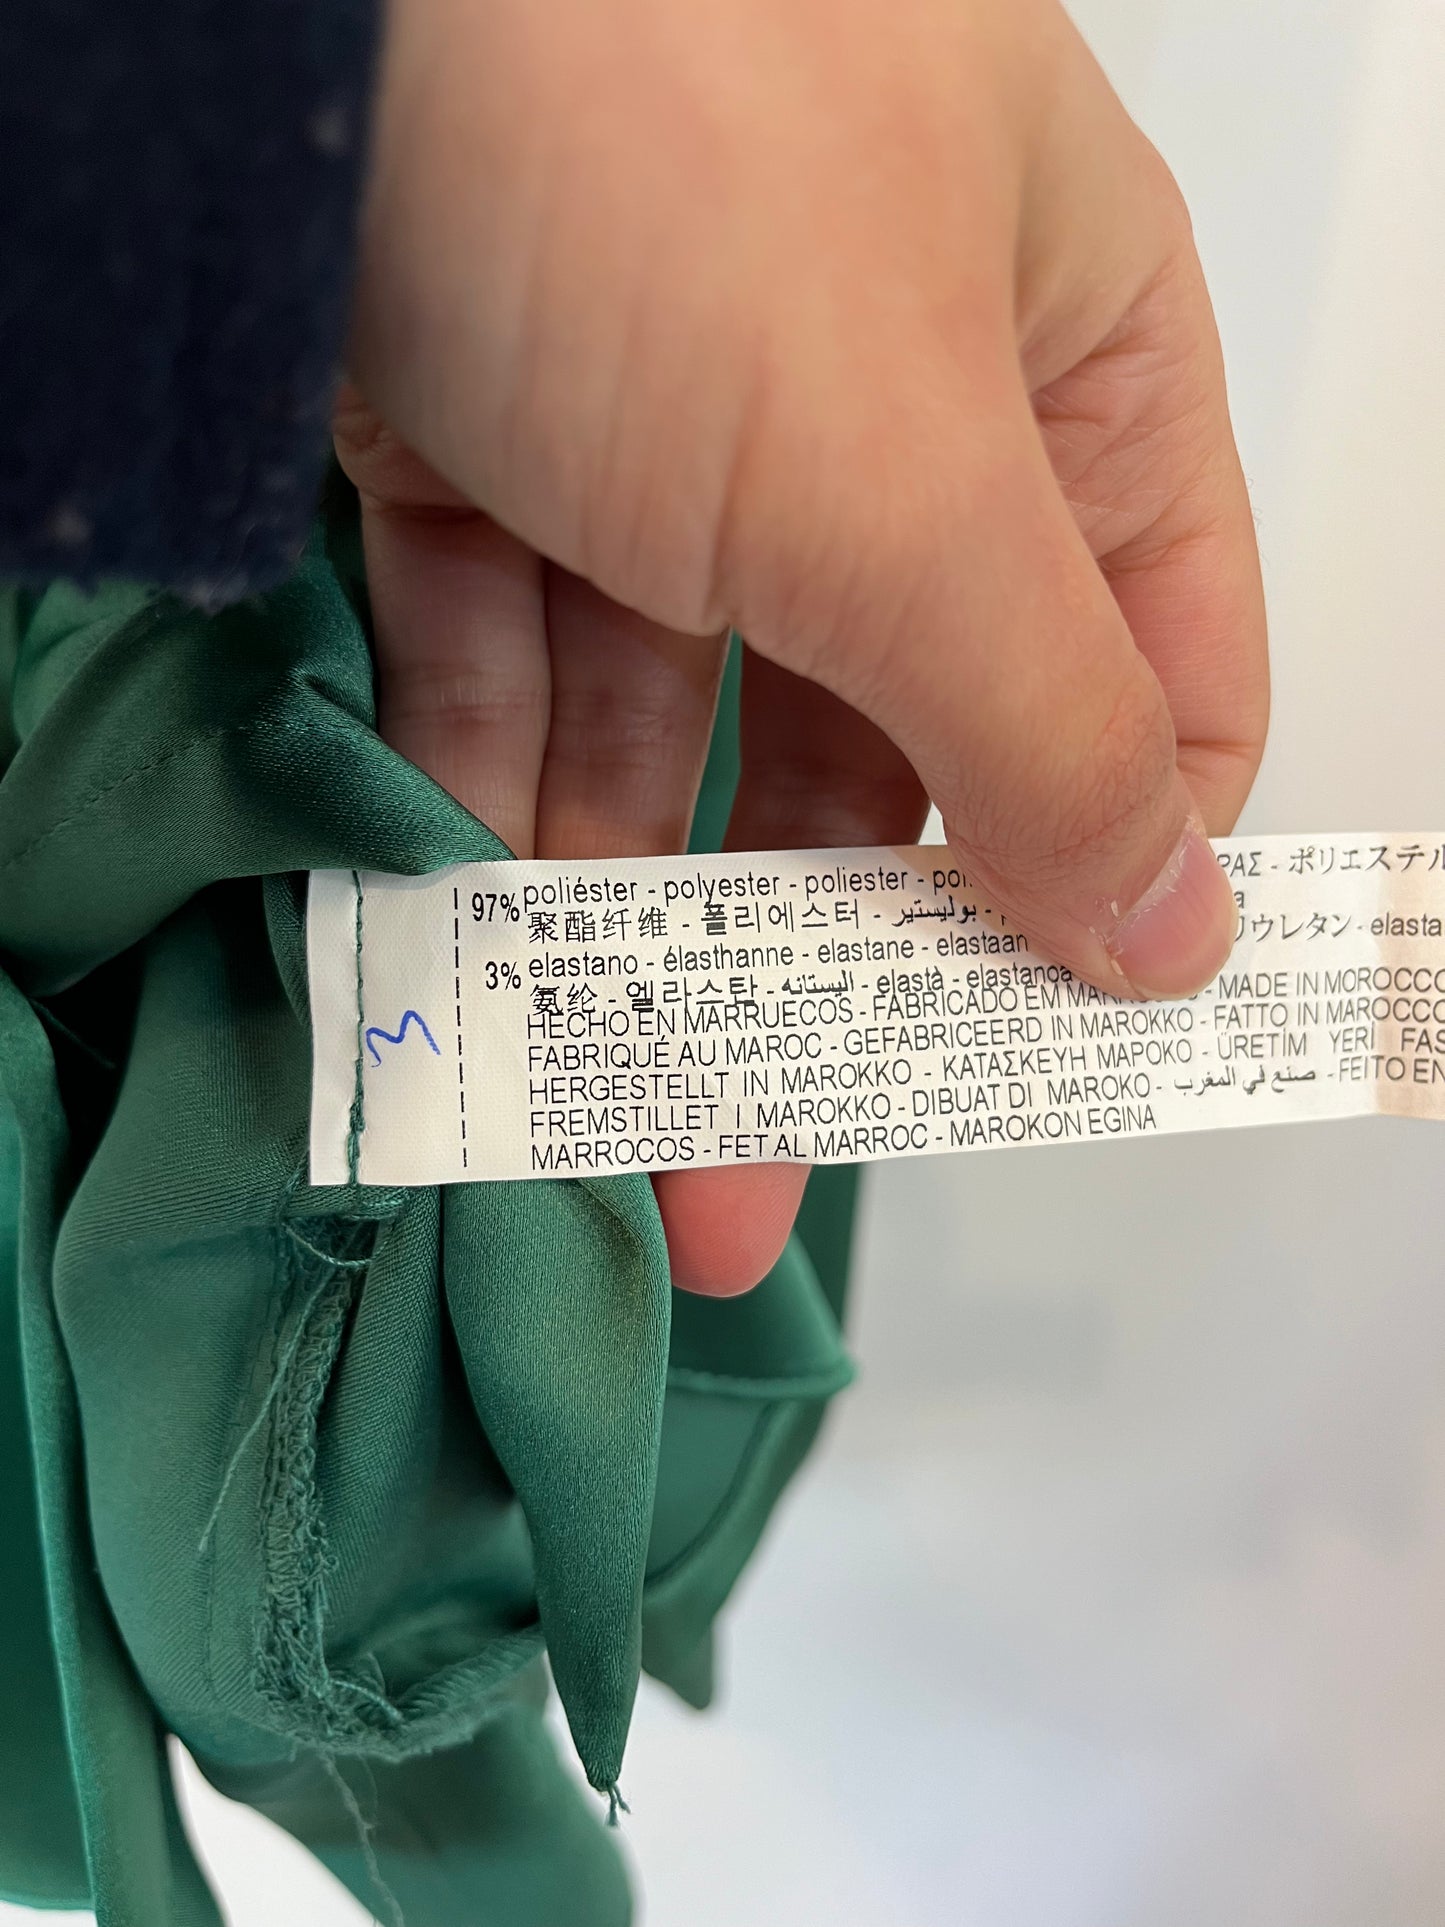 97% poliéster - polyester - poliester - ΡΑΣ - ポリエステル
聚酯纤维 - 폴리에스터 - بوليستير -
3% elastano - élasthanne - elastane - elastaan リウレタン - elasta
氨纶 - 엘라스탄 - اليستانه - elastà - elastanoa
HECHO EN MARRUECOS - FABRICADO EM - MADE IN MOROCCO
FABRIQUÉ AU MAROC - GEFABRICEERD IN MAROKKO - FATTO IN MAROCCO
HERGESTELLT IN MAROKKO - ΚΑΤΑΣΚΕΥΗ ΜΑΡΟΚΟ - ÜRETİM YERİ FAS
FREMSTILLET I MAROKKO - DIBUAT DI MAROKO - صنع في المغرب - FEITO EN
MARROCOS - FET AL MARROC - MAROKON EGINA